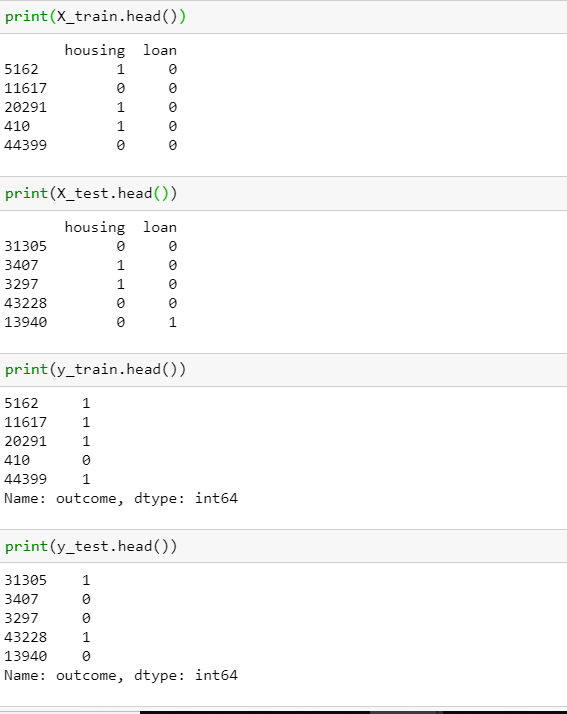 print(X_train.head())
       housing  loan
5162         1     0
11617        0     0
20291        1     0
410          1     0
44399        0     0
print(X_test.head())
       housing  loan
31305        0     0
3407         1     0
3297         1     0
43228        0     0
13940        0     1
print(y_train.head())
5162     1
11617    1
20291    1
410      0
44399    1
Name: outcome, dtype: int64
print(y_test.head())
31305    1
3407     0
3297     0
43228    1
13940    0
Name: outcome, dtype: int64